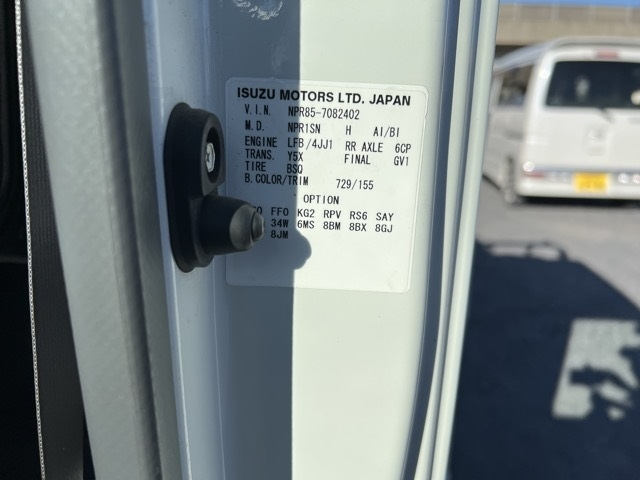 ISUZU MOTORS LTD. JAPAN
V.I.N. NPR85-7082402
M.D. NPR1SN H AI/BI
ENGINE LFB/4JJ1 RR AXLE 6CP
TRANS. Y5X FINAL GV1
TIRE BSQ
B.COLOR/TRIM 729/155
OPTION
FFO KG2 RPV RS6 SAY
34W 6MS 8BM 8BX 8GJ
8JM